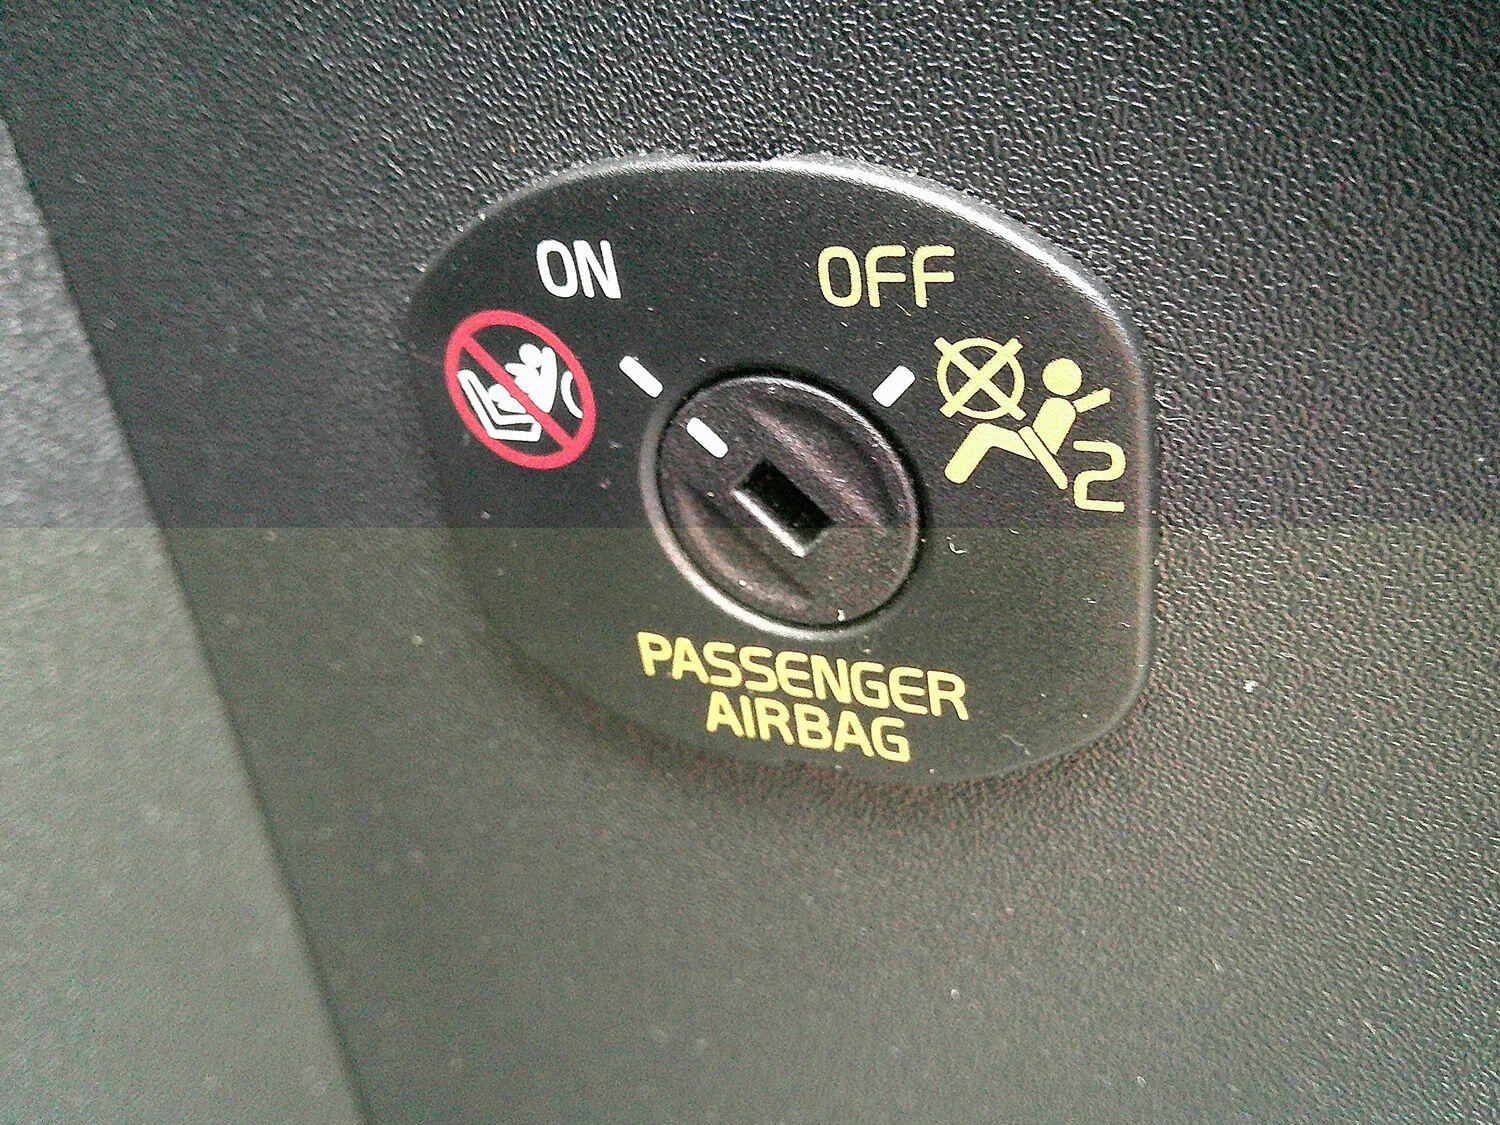 ON OFF
2
PASSENGER
AIRBAG